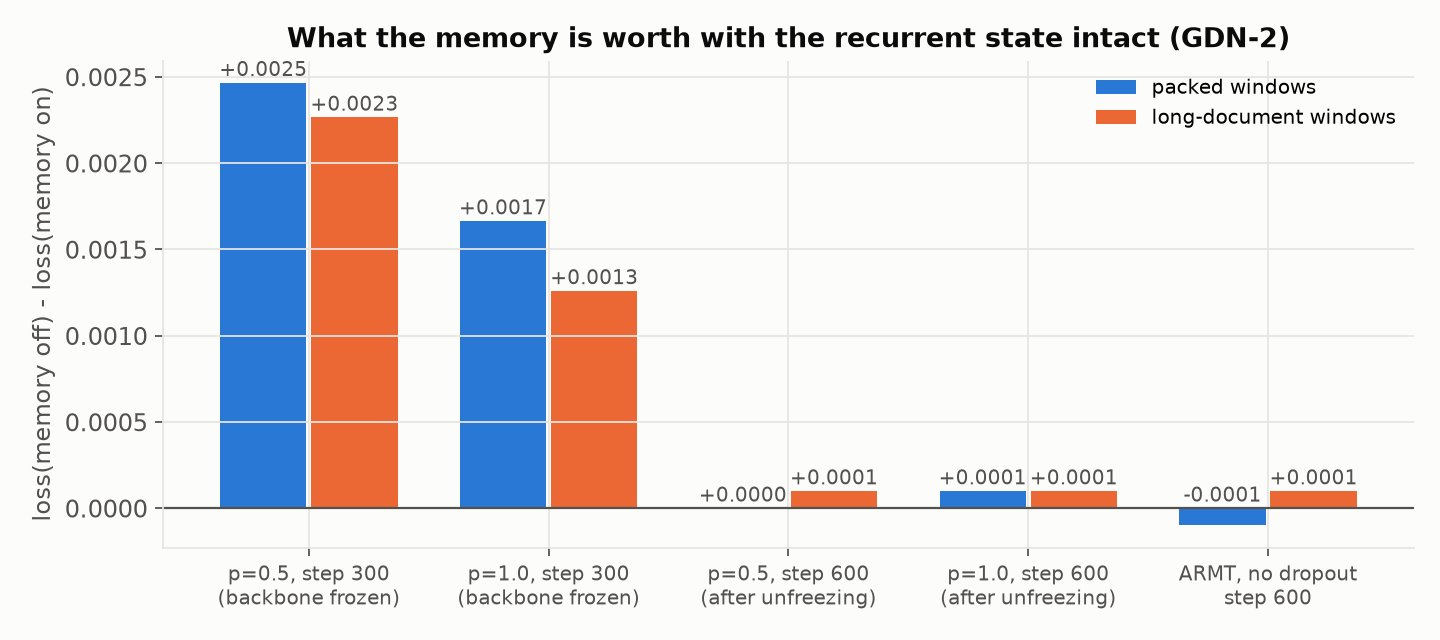 What the memory is worth with the recurrent state intact (GDN-2)
loss(memory off) - loss(memory on)
0.0025
0.0020
0.0015
0.0010
0.0005
0.0000
packed windows
long-document windows
+0.0025
+0.0023
+0.0017
+0.0013
+0.0000
+0.0001
+0.0001
+0.0001
-0.0001
+0.0001
p=0.5, step 300
(backbone frozen)
p=1.0, step 300
(backbone frozen)
p=0.5, step 600
(after unfreezing)
p=1.0, step 600
(after unfreezing)
ARMT, no dropout
step 600